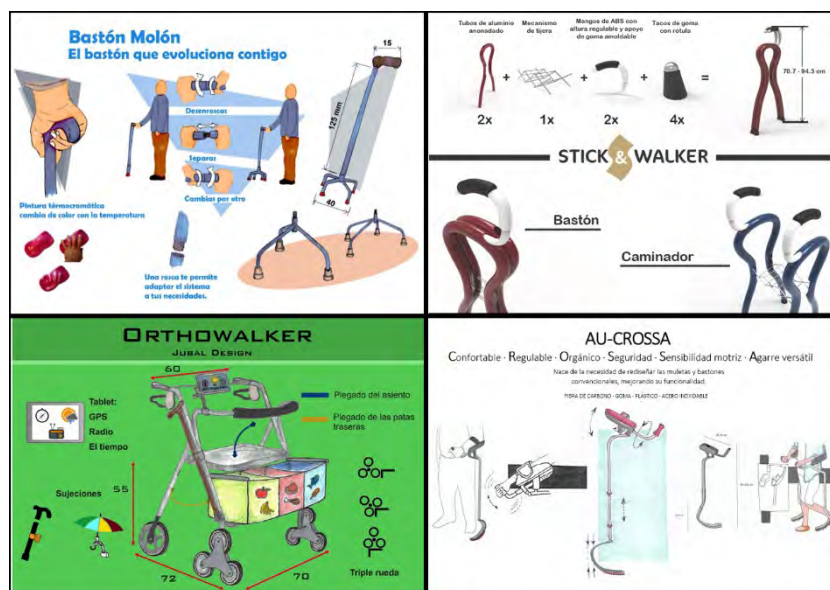 Bastón Molón
El bastón que evoluciona contigo
Desenroscas
Separas
Cambias por otro
Pintura térmocromática
cambia de color con la temperatura
Una rosca te permite
adaptar el sistema
a tus necesidades.
15
125 mm
40
Tubos de aluminio
anonadado
Mecanismo
de tijera
Mangos de ABS con
altura regulable y apoyo
de goma amoldable
Tacos de goma
con rotula
+
+
+
=
2x
1x
2x
4x
70.7 - 94.3 cm
STICK & WALKER
Bastón
Caminador
ORTHOWALKER
JUBAL DESIGN
60
Tablet:
GPS
Radio
El tiempo
Plegado del asiento
Plegado de las patas
traseras
55
Sujeciones
72
70
Triple rueda
AU-CROSSA
Confortable · Regulable · Orgánico · Seguridad · Sensibilidad motriz · Agarre versátil
Nace de la necesidad de rediseñar las muletas y bastones
convencionales, mejorando su funcionalidad.
FIBRA DE CARBONO - GOMA - PLÁSTICO - ACERO INOXIDABLE